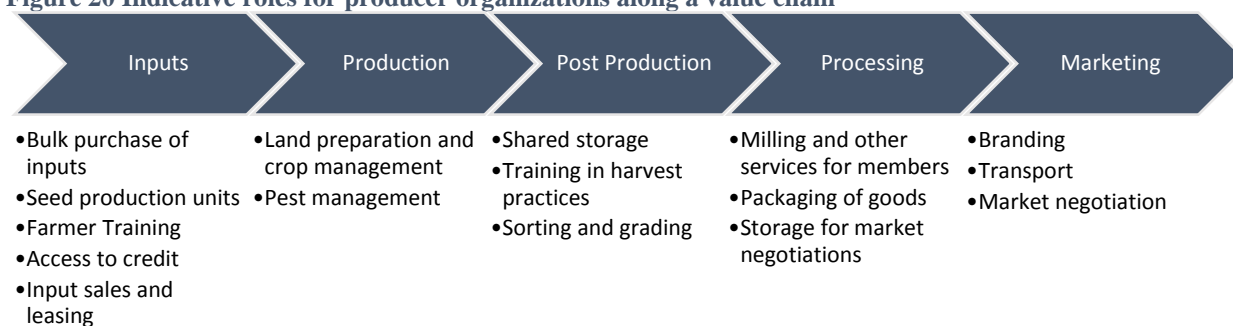 Figure 20 Indicative roles for producer organizations along a value chain
Inputs
Production
Post Production
Processing
Marketing
•Bulk purchase of
inputs
•Seed production units
•Farmer Training
•Access to credit
•Input sales and
leasing
•Land preparation and
crop management
•Pest management
•Shared storage
•Training in harvest
practices
•Sorting and grading
•Milling and other
services for members
•Packaging of goods
•Storage for market
negotiations
•Branding
•Transport
•Market negotiation